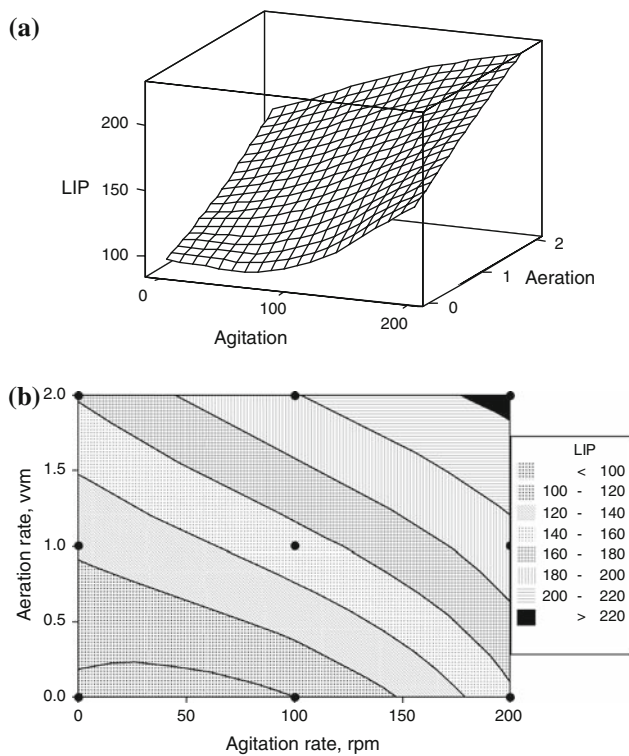 (a)
200
150
100
LIP
0
100
200
Agitation
0
1
2
Aeration
(b)
2.0
1.5
1.0
0.5
0.0
Aeration rate, vvm
0
50
100
150
200
Agitation rate, rpm
LIP
< 100
100 - 120
120 - 140
140 - 160
160 - 180
180 - 200
200 - 220
> 220